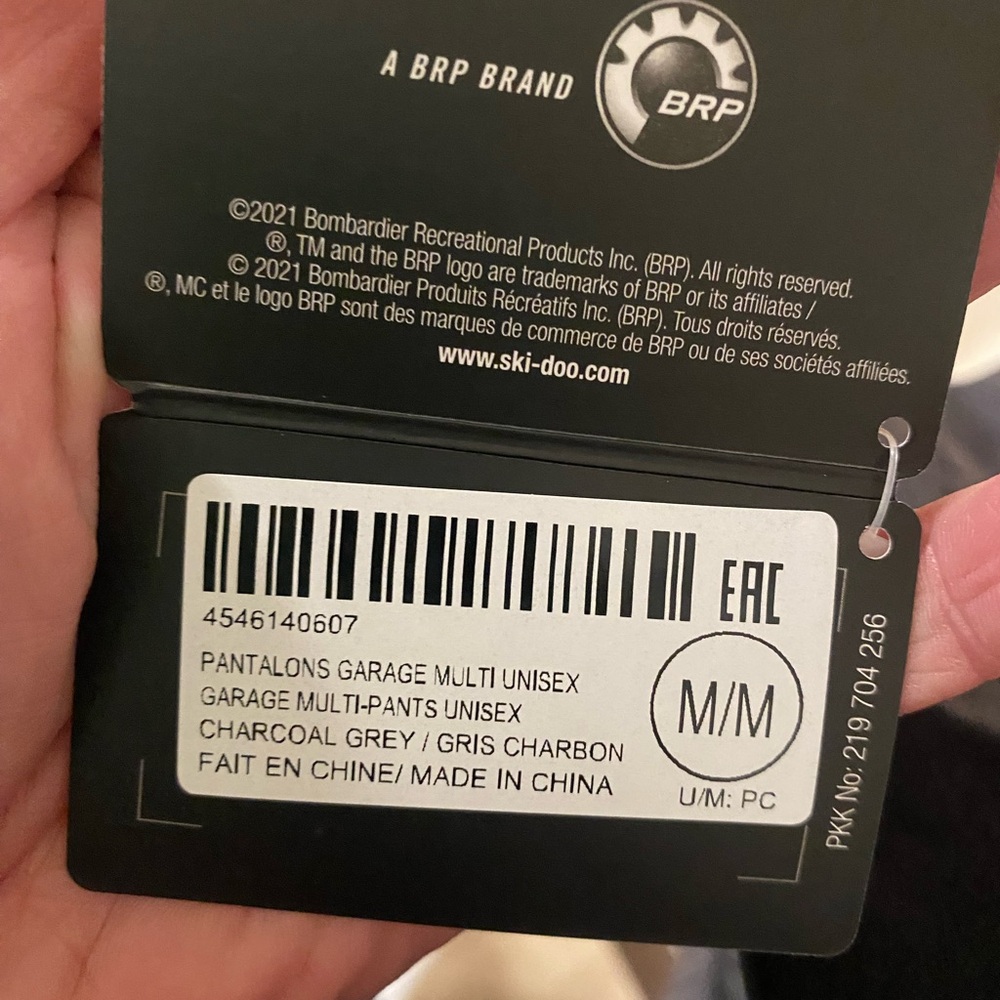 A BRP BRAND
BRP
©2021 Bombardier Recreational Products Inc. (BRP). All rights reserved.
®, TM and the BRP logo are trademarks of BRP or its affiliates /
© 2021 Bombardier Produits Récréatifs Inc. (BRP). Tous droits réservés.
®, MC et le logo BRP sont des marques de commerce de BRP ou de ses sociétés affiliées.
www.ski-doo.com
EAC
4546140607
PANTALONS GARAGE MULTI UNISEX
GARAGE MULTI-PANTS UNISEX
CHARCOAL GREY / GRIS CHARBON
FAIT EN CHINE/ MADE IN CHINA
M/M
U/M: PC
PKK No: 219 704 256